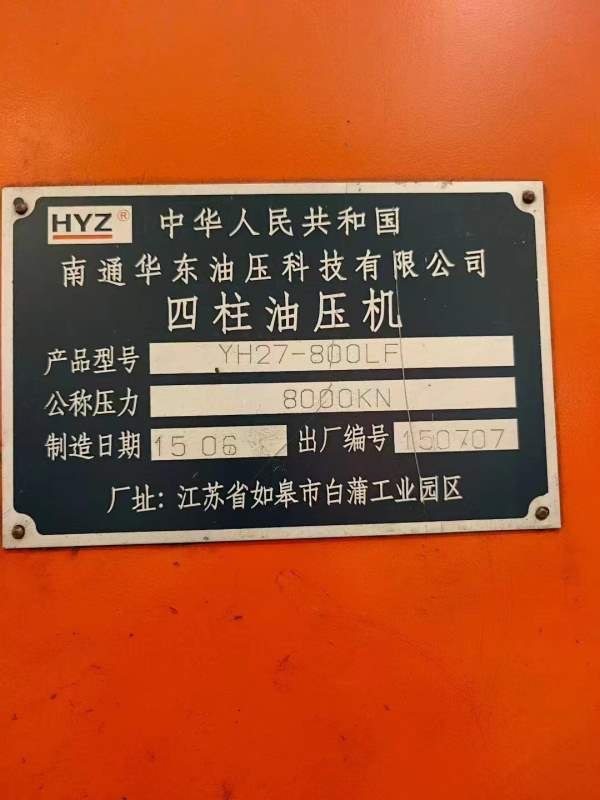 HYZ® 中华人民共和国
南通华东油压科技有限公司
四柱油压机
产品型号 YH27-800LF
公称压力 8000KN
制造日期 15 06 出厂编号 150707
厂址：江苏省如皋市白蒲工业园区